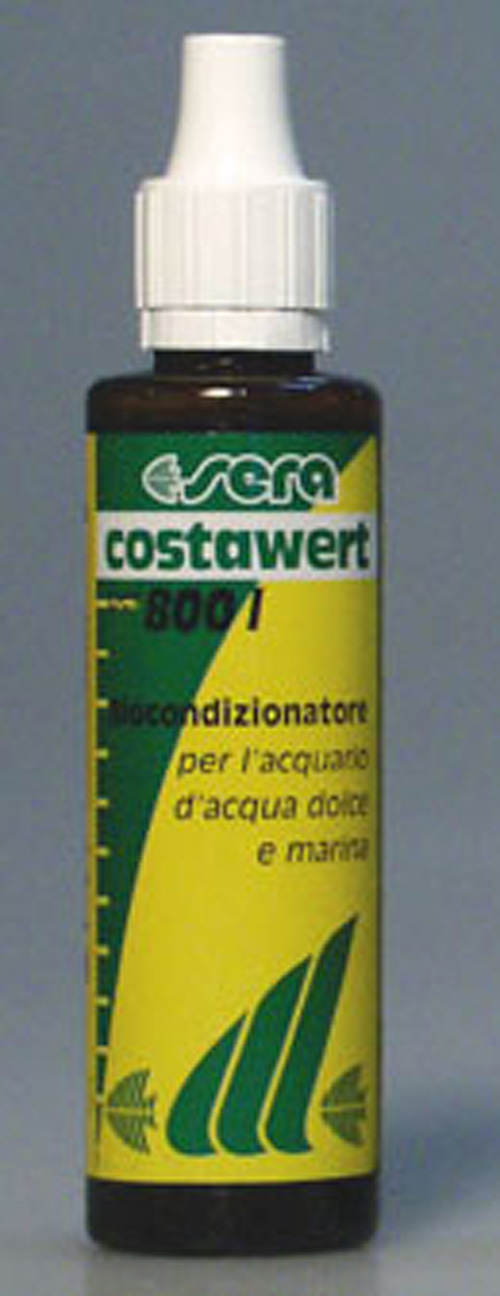 sera
costawert
800 l
Biocondizionatore
per l'acquario
d'acqua dolce
e marina